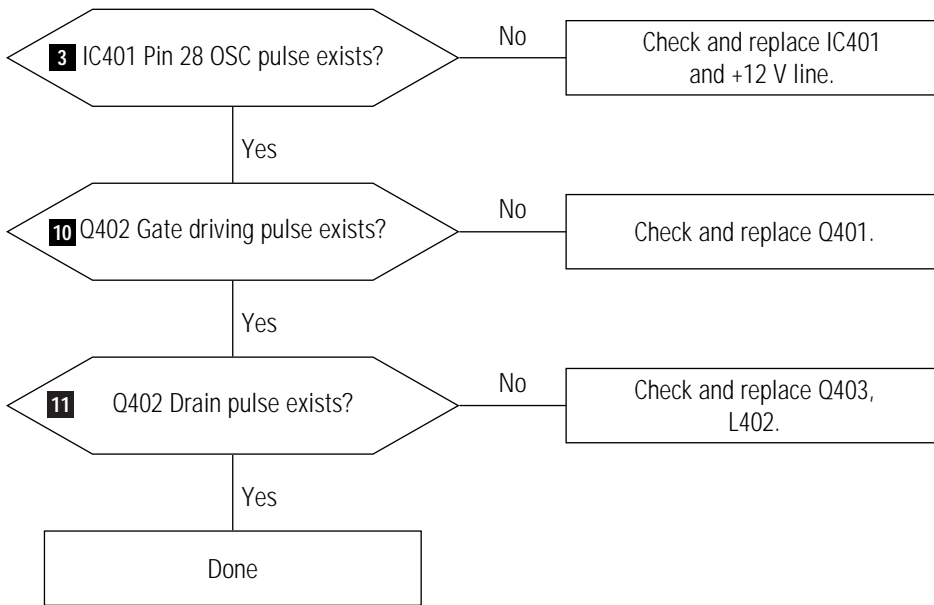 3 IC401 Pin 28 OSC pulse exists?
No
Check and replace IC401
and +12 V line.
Yes
10 Q402 Gate driving pulse exists?
No
Check and replace Q401.
Yes
11 Q402 Drain pulse exists?
No
Check and replace Q403,
L402.
Yes
Done